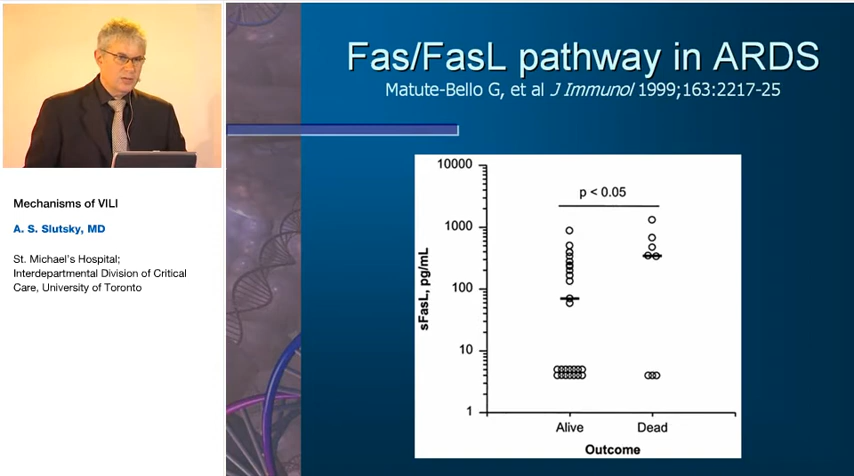 Fas/FasL pathway in ARDS
Matute-Bello G, et al J Immunol 1999;163:2217-25
Mechanisms of VILI
A. S. Slutsky, MD
St. Michael's Hospital;
Interdepartmental Division of Critical
Care, University of Toronto
sFasL, pg/mL
10000
1000
100
10
1
p < 0.05
Alive
Dead
Outcome